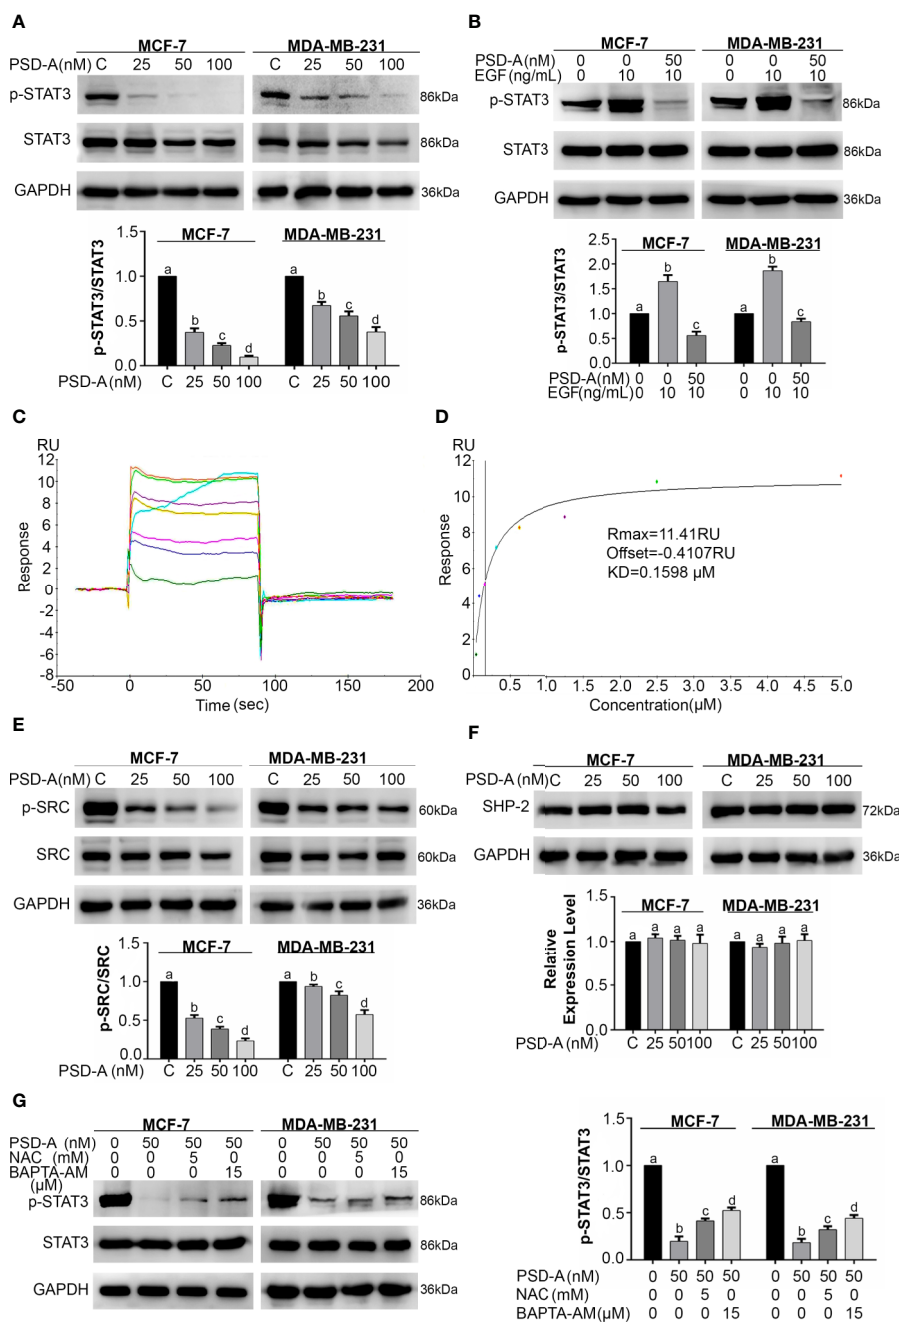 A
MCF-7 MDA-MB-231
PSD-A(nM) C 25 50 100 C 25 50 100
p-STAT3 86kDa
STAT3 86kDa
GAPDH 36kDa
p-STAT3/STAT3
1.5
1.0
0.5
0.0
MCF-7 MDA-MB-231
a b c d a b c d
PSD-A(nM) C 25 50 100 C 25 50 100
B
MCF-7 MDA-MB-231
PSD-A(nM) 0 0 50 0 0 50
EGF(ng/mL) 0 10 10 0 10 10
p-STAT3 86kDa
STAT3 86kDa
GAPDH 36kDa
p-STAT3/STAT3
2.5
2.0
1.5
1.0
0.5
0.0
MCF-7 MDA-MB-231
a b c a b c
PSD-A(nM) 0 0 50 0 0 50
EGF(ng/mL) 0 10 10 0 10 10
C
RU
12
10
8
6
4
2
0
-2
-4
-6
-8
Response
-50 0 50 100 150 200
Time (sec)
D
RU
12
10
8
6
4
2
0
Response
Rmax=11.41RU
Offset=-0.4107RU
KD=0.1598 μM
0.5 1.0 1.5 2.0 2.5 3.0 3.5 4.0 4.5 5.0
Concentration(μM)
E
MCF-7 MDA-MB-231
PSD-A(nM) C 25 50 100 C 25 50 100
p-SRC 60kDa
SRC 60kDa
GAPDH 36kDa
p-SRC/SRC
1.5
1.0
0.5
0.0
MCF-7 MDA-MB-231
a b c d a b c d
PSD-A (nM) C 25 50 100 C 25 50 100
F
MCF-7 MDA-MB-231
PSD-A (nM) C 25 50 100 C 25 50 100
SHP-2 72kDa
GAPDH 36kDa
Relative
Expression Level
1.5
1.0
0.5
0.0
MCF-7 MDA-MB-231
a a a a a a a a
PSD-A (nM) C 25 50 100 C 25 50 100
G
MCF-7 MDA-MB-231
PSD-A (nM) 0 50 50 50 0 50 50 50
NAC (mM) 0 0 5 0 0 0 5 0
BAPTA-AM 0 0 0 15 0 0 0 15
(μM)
p-STAT3 86kDa
STAT3 86kDa
GAPDH 36kDa
p-STAT3/STAT3
1.5
1.0
0.5
0.0
MCF-7 MDA-MB-231
a b c d a b c d
PSD-A (nM) 0 50 50 50 0 50 50 50
NAC (mM) 0 0 5 0 0 0 5 0
BAPTA-AM(μM) 0 0 0 15 0 0 0 15